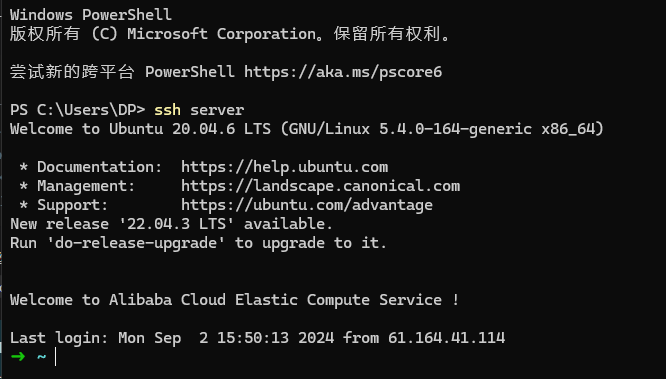 Windows PowerShell
版权所有 (C) Microsoft Corporation。保留所有权利。
尝试新的跨平台 PowerShell https://aka.ms/pscore6
PS C:\Users\DP> ssh server
Welcome to Ubuntu 20.04.6 LTS (GNU/Linux 5.4.0-164-generic x86_64)
* Documentation:  https://help.ubuntu.com
* Management:     https://landscape.canonical.com
* Support:        https://ubuntu.com/advantage
New release '22.04.3 LTS' available.
Run 'do-release-upgrade' to upgrade to it.
Welcome to Alibaba Cloud Elastic Compute Service !
Last login: Mon Sep  2 15:50:13 2024 from 61.164.41.114
➜ ~